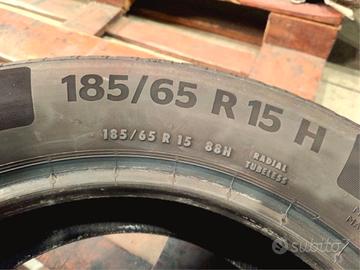 185/65 R 15 H
185/65 R 15 88H RADIAL
TUBELESS
subito